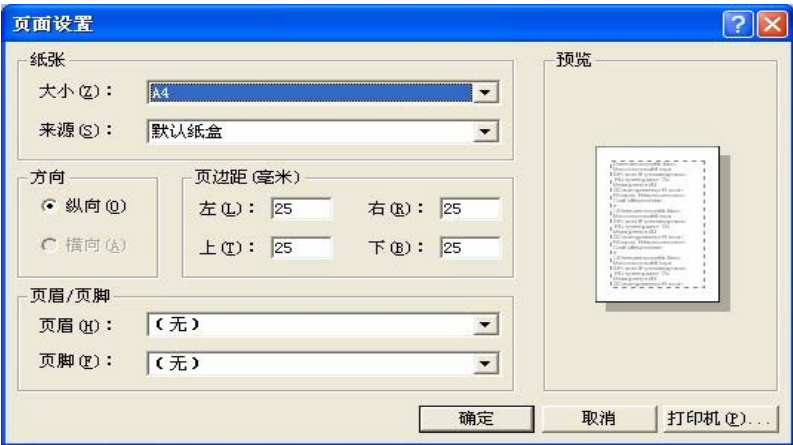 页面设置
纸张
大小(Z): A4
来源(S): 默认纸盒
方向
纵向(O)
横向(A)
页边距(毫米)
左(L): 25 右(R): 25
上(T): 25 下(B): 25
页眉/页脚
页眉(H): (无)
页脚(F): (无)
预览
确定 取消 打印机(P)...